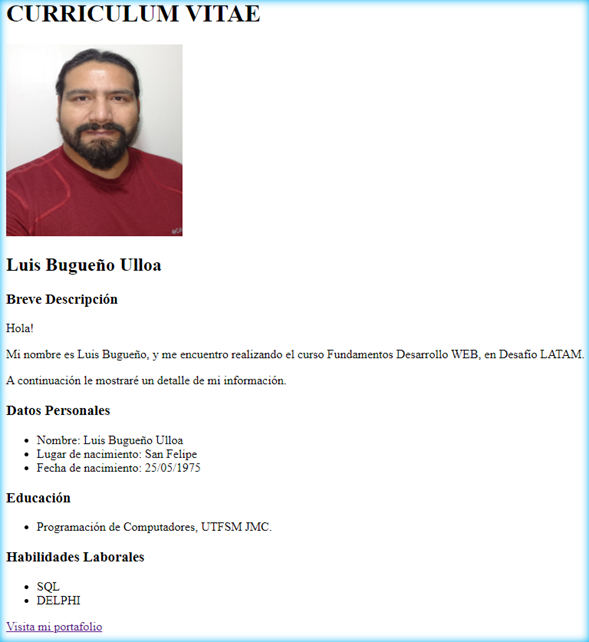 CURRICULUM VITAE
Luis Bugueño Ulloa
Breve Descripción
Hola!
Mi nombre es Luis Bugueño, y me encuentro realizando el curso Fundamentos Desarrollo WEB, en Desafío LATAM.
A continuación le mostraré un detalle de mi información.
Datos Personales
Nombre: Luis Bugueño Ulloa
Lugar de nacimiento: San Felipe
Fecha de nacimiento: 25/05/1975
Educación
Programación de Computadores, UTFSM JMC.
Habilidades Laborales
SQL
DELPHI
Visita mi portafolio